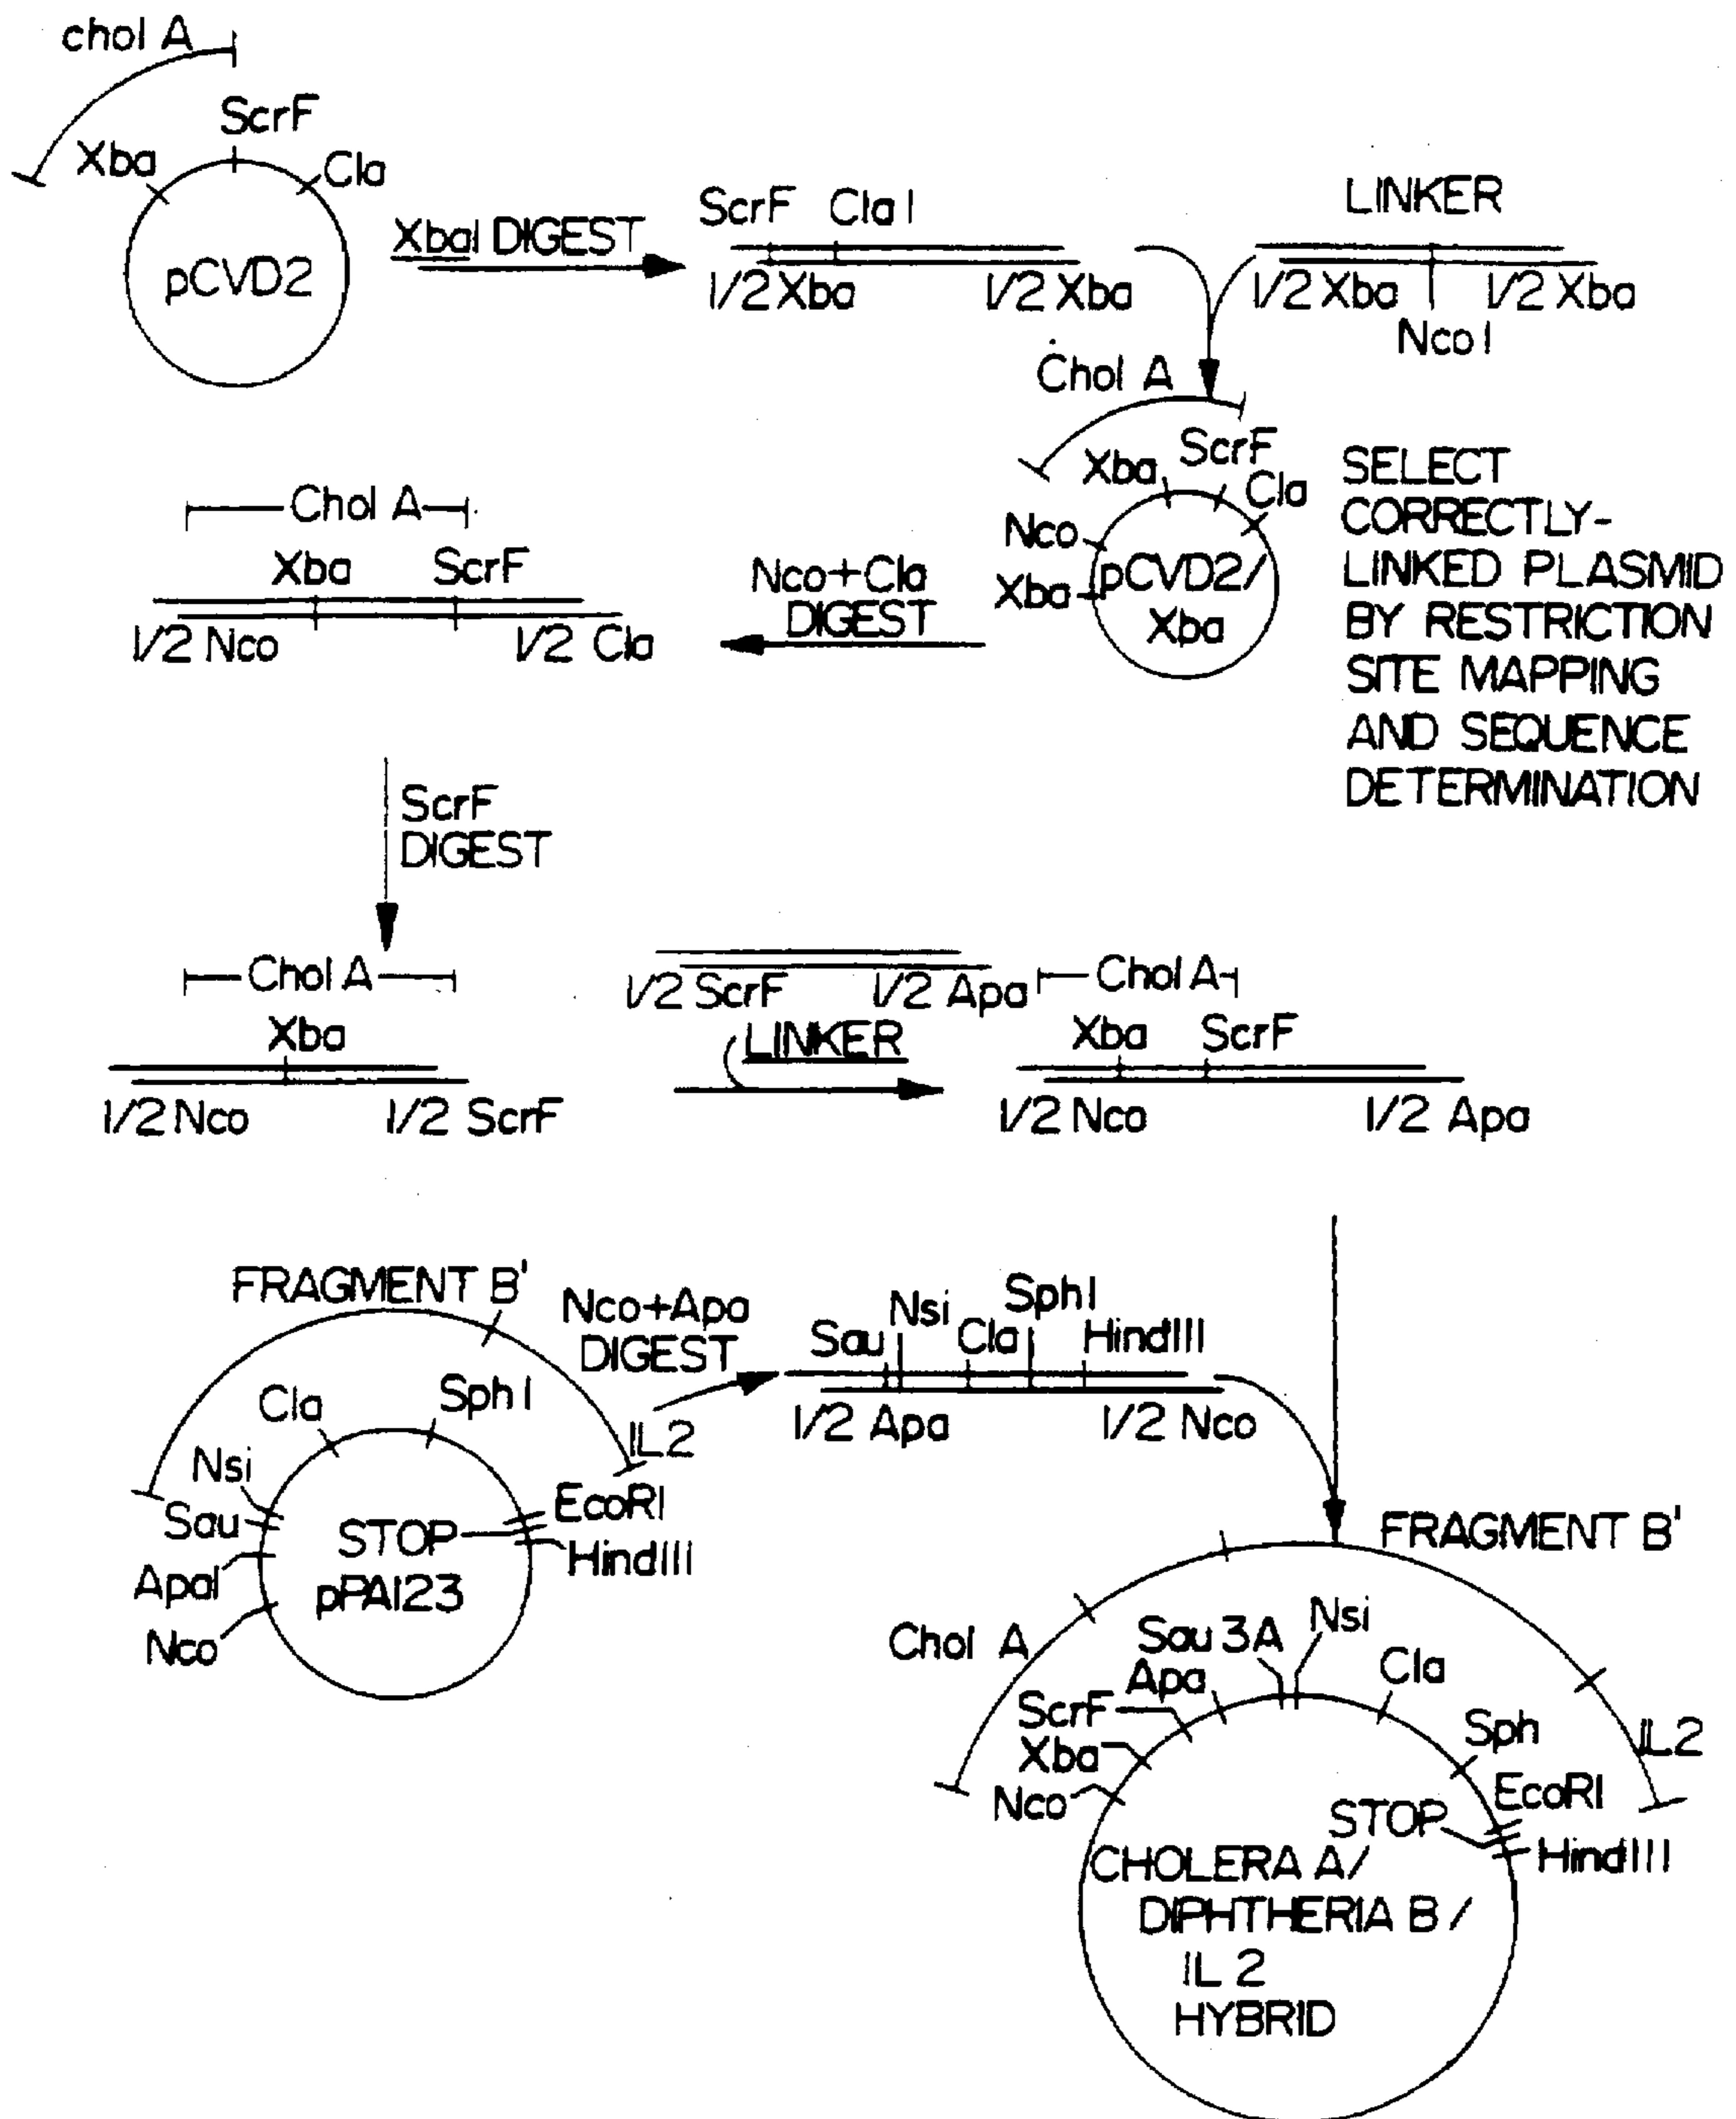 chol A
ScrF
Xba
Cla
pCVD2
XbaI DIGEST
ScrF Cla I
1/2 Xba 1/2 Xba
LINKER
1/2 Xba 1/2 Xba
Nco I
Chol A
Xba ScrF
Cla
Nco
Xba
pCVD2/
Xba
SELECT
CORRECTLY-
LINKED PLASMID
BY RESTRICTION
SITE MAPPING
AND SEQUENCE
DETERMINATION
Nco+Cla
DIGEST
Chol A
Xba ScrF
1/2 Nco 1/2 Cla
ScrF
DIGEST
Chol A
Xba
1/2 Nco 1/2 ScrF
1/2 ScrF 1/2 Apa
LINKER
Chol A
Xba ScrF
1/2 Nco 1/2 Apa
FRAGMENT B'
IL2
Cla
Sph I
Nsi
Sau
ApaI
Nco
EcoRI
STOP
HindIII
pPA123
Nco+Apa
DIGEST
Sau
Nsi
Cla
SphI
HindIII
1/2 Apa 1/2 Nco
FRAGMENT B'
Chol A
IL2
Sau 3A
Nsi
Apa
Cla
ScrF
Xba
Nco
Sph
EcoRI
STOP
HindIII
CHOLERA A/
DIPHTHERIA B/
IL 2
HYBRID